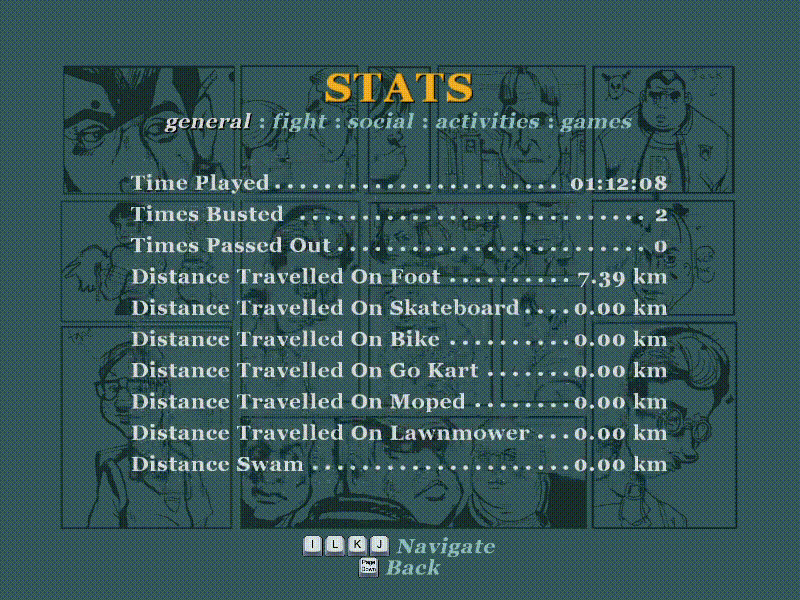 STATS
general : fight : social : activities : games
Time Played ....................... 01:12:08
Times Busted ............................ 2
Times Passed Out ......................... 0
Distance Travelled On Foot .......... 7.39 km
Distance Travelled On Skateboard .... 0.00 km
Distance Travelled On Bike .......... 0.00 km
Distance Travelled On Go Kart ....... 0.00 km
Distance Travelled On Moped ........ 0.00 km
Distance Travelled On Lawnmower ... 0.00 km
Distance Swam ..................... 0.00 km
I L K J Navigate
Page Down Back